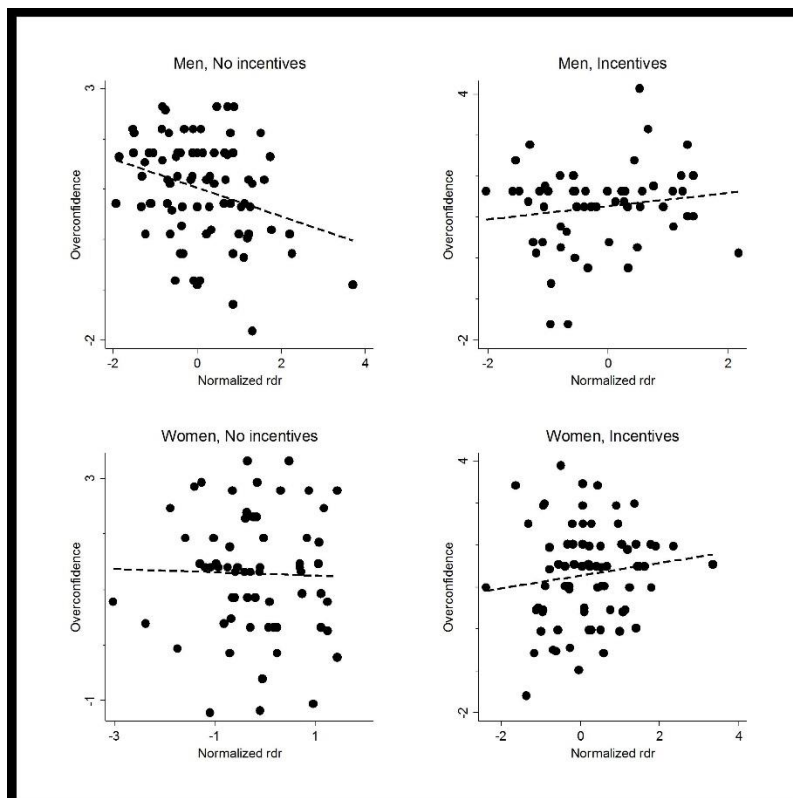 Men, No incentives
3
Overconfidence
-2
-2
0
2
4
Normalized rdr
Men, Incentives
4
Overconfidence
-2
-2
0
2
Normalized rdr
Women, No incentives
3
Overconfidence
-1
-3
-1
1
Normalized rdr
Women, Incentives
4
Overconfidence
-2
-2
0
2
4
Normalized rdr